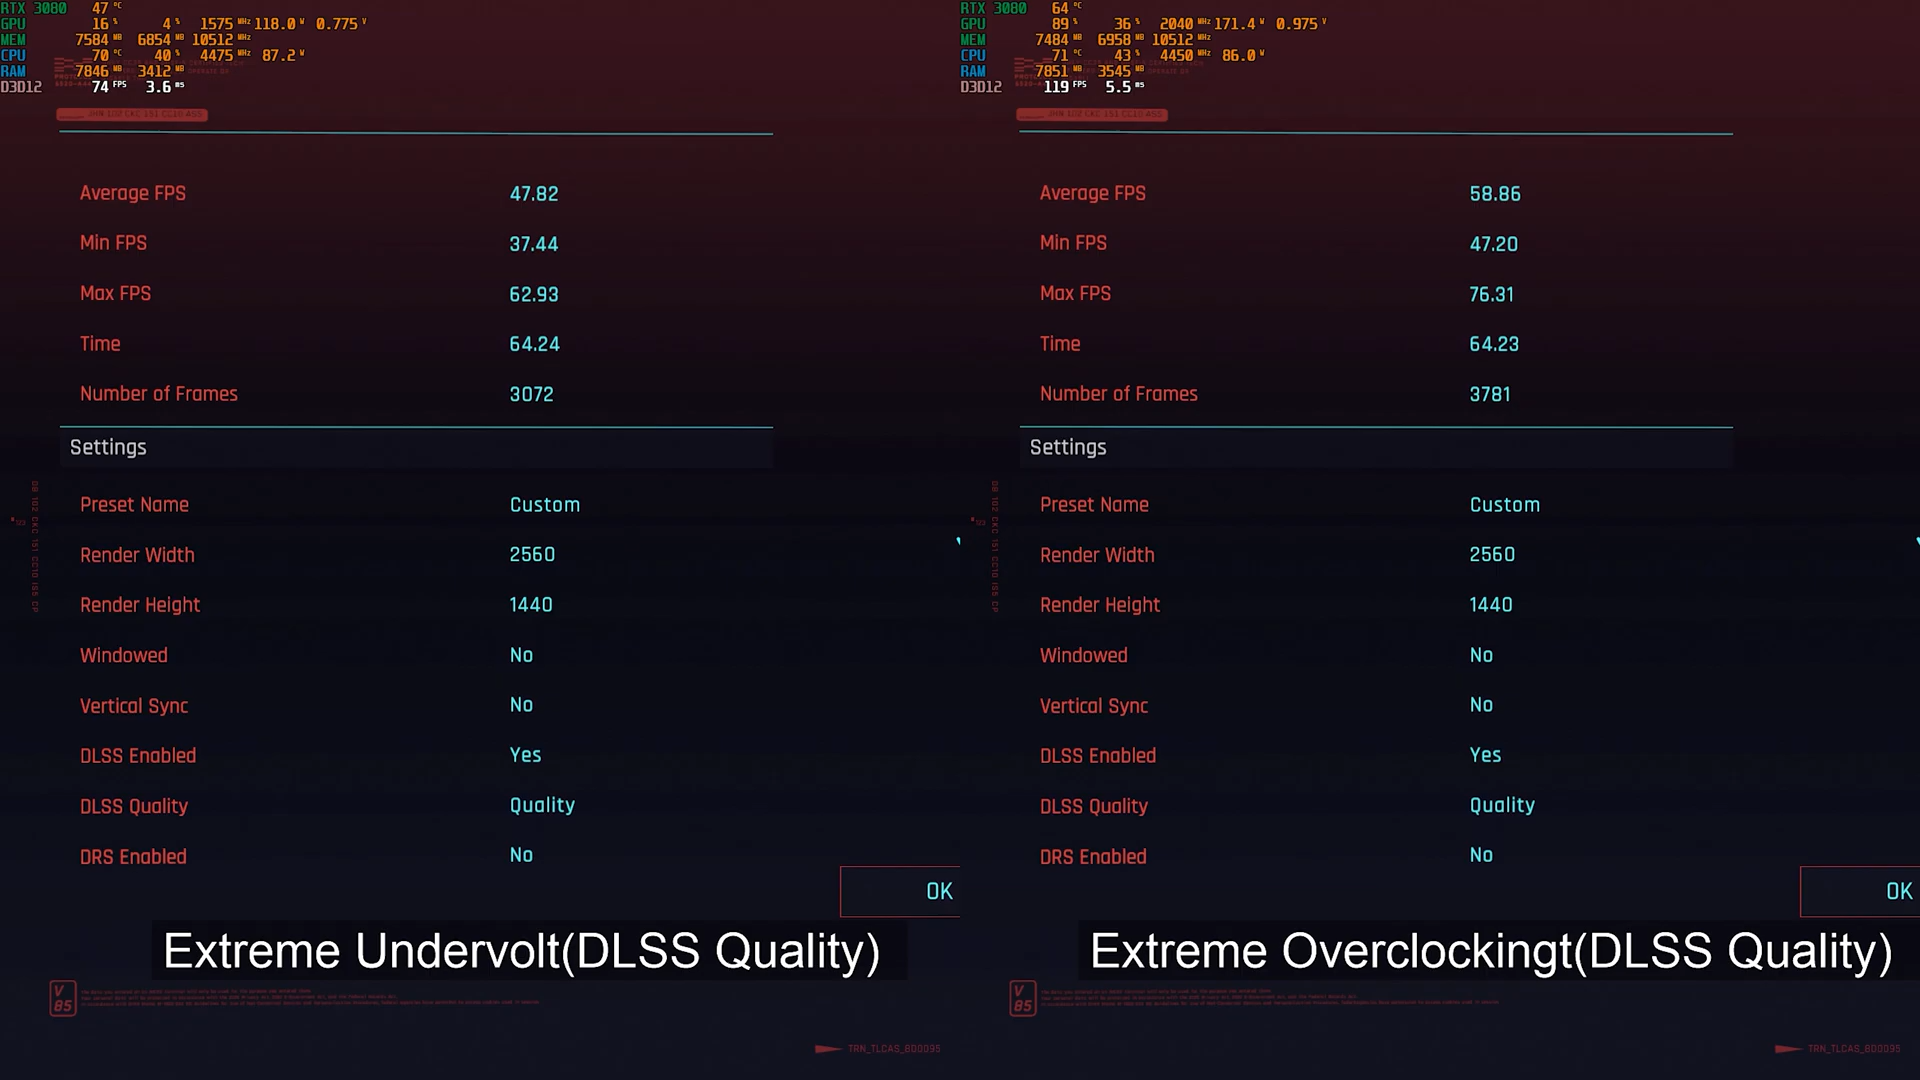 RTX 3080 47 °C
GPU 16 % 4 % 1575 MHz 118.0 W 0.775 V
MEM 7584 MB 6854 MB 10512 MHz
CPU 70 °C 40 % 4475 MHz 87.2 W
RAM 7846 MB 3412 MB
D3D12 74 FPS 3.6 ms
Average FPS 47.82
Min FPS 37.44
Max FPS 62.93
Time 64.24
Number of Frames 3072
Settings
Preset Name Custom
Render Width 2560
Render Height 1440
Windowed No
Vertical Sync No
DLSS Enabled Yes
DLSS Quality Quality
DRS Enabled No
OK
Extreme Undervolt(DLSS Quality)
V
85
TRN_TLCAS_800095
RTX 3080 64 °C
GPU 89 % 36 % 2040 MHz 171.4 W 0.975 V
MEM 7484 MB 6958 MB 10512 MHz
CPU 71 °C 43 % 4450 MHz 86.0 W
RAM 7851 MB 3545 MB
D3D12 119 FPS 5.5 ms
Average FPS 58.86
Min FPS 47.20
Max FPS 76.31
Time 64.23
Number of Frames 3781
Settings
Preset Name Custom
Render Width 2560
Render Height 1440
Windowed No
Vertical Sync No
DLSS Enabled Yes
DLSS Quality Quality
DRS Enabled No
OK
Extreme Overclockingt(DLSS Quality)
V
85
TRN_TLCAS_800095